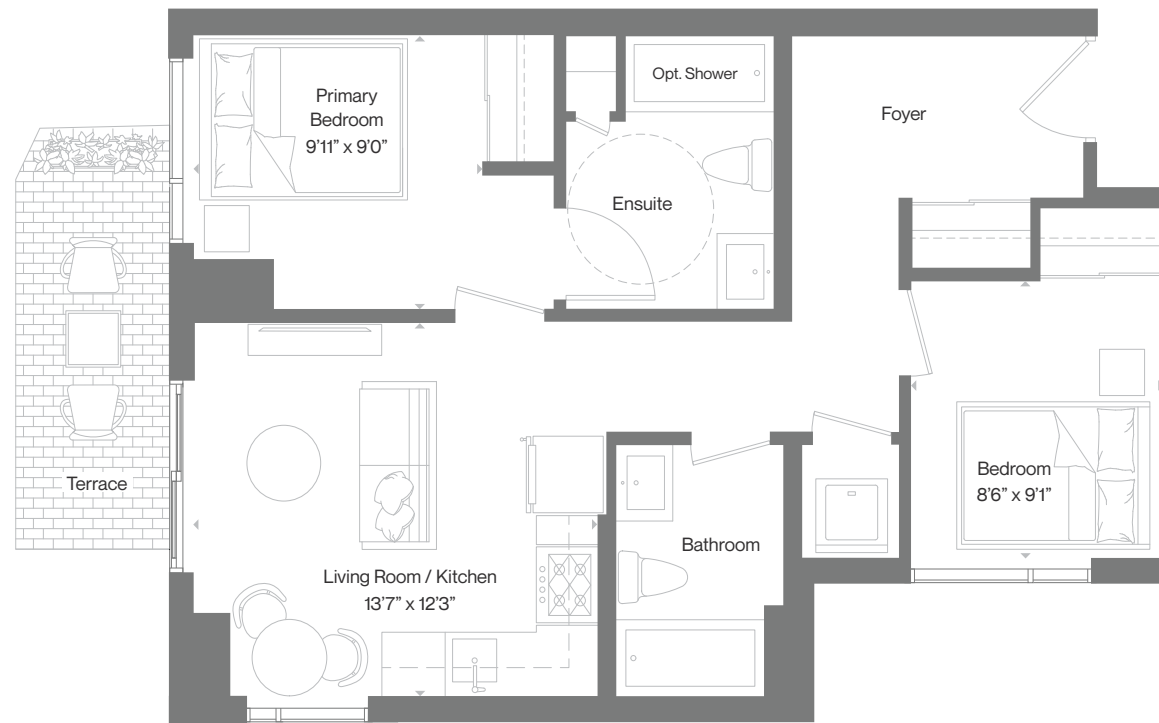 Opt. Shower
Primary
Bedroom
9'11" x 9'0"
Foyer
Ensuite
Terrace
Bedroom
8'6" x 9'1"
Bathroom
Living Room / Kitchen
13'7" x 12'3"